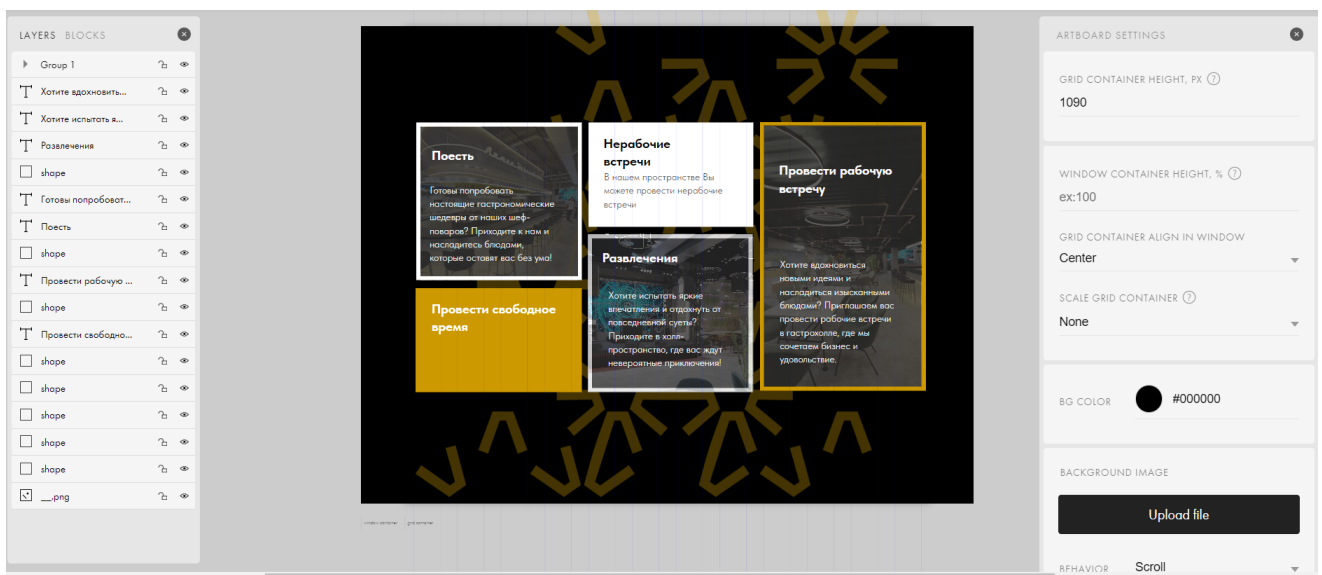 LAYERS BLOCKS
Group 1
Хотите вдохновить...
Хотите испытать я...
Развлечения
shape
Готовы попробоват...
Поесть
shape
Провести рабочую ...
shape
Провести свободно...
shape
shape
shape
shape
shape
__.png
Поесть
Готовы попробовать
настоящие гастрономические
шедевры от наших шеф-
поваров? Приходите к нам и
насладитесь блюдами,
которые оставят вас без ума!
Провести свободное
время
Нерабочие
встречи
В нашем пространстве Вы
можете провести нерабочие
встречи
Развлечения
Хотите испытать яркие
впечатления и отдохнуть от
повседневной суеты?
Приходите в холл-
пространство, где вас ждут
невероятные приключения!
Провести рабочую
встречу
Хотите вдохновиться
новыми идеями и
насладиться изысканными
блюдами? Приглашаем вас
провести рабочие встречи
в гастрохолле, где мы
сочетаем бизнес и
удовольствие.
window container grid container
ARTBOARD SETTINGS
GRID CONTAINER HEIGHT, PX ?
1090
WINDOW CONTAINER HEIGHT, % ?
ex:100
GRID CONTAINER ALIGN IN WINDOW
Center
SCALE GRID CONTAINER ?
None
BG COLOR #000000
BACKGROUND IMAGE
Upload file
BEHAVIOR Scroll